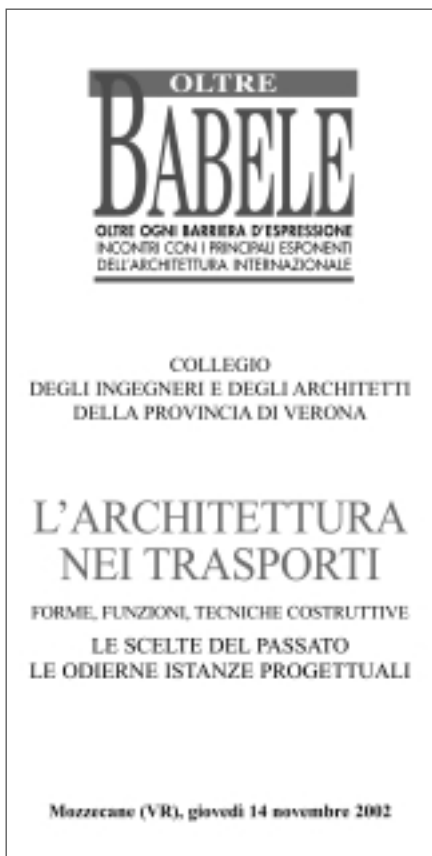 OLTRE
BABELE
OLTRE OGNI BARRIERA D'ESPRESSIONE
INCONTRI CON I PRINCIPALI ESPONENTI
DELL'ARCHITETTURA INTERNAZIONALE
COLLEGIO
DEGLI INGEGNERI E DEGLI ARCHITETTI
DELLA PROVINCIA DI VERONA
L'ARCHITETTURA
NEI TRASPORTI
FORME, FUNZIONI, TECNICHE COSTRUTTIVE
LE SCELTE DEL PASSATO
LE ODIERNE ISTANZE PROGETTUALI
Mozzecane (VR), giovedì 14 novembre 2002